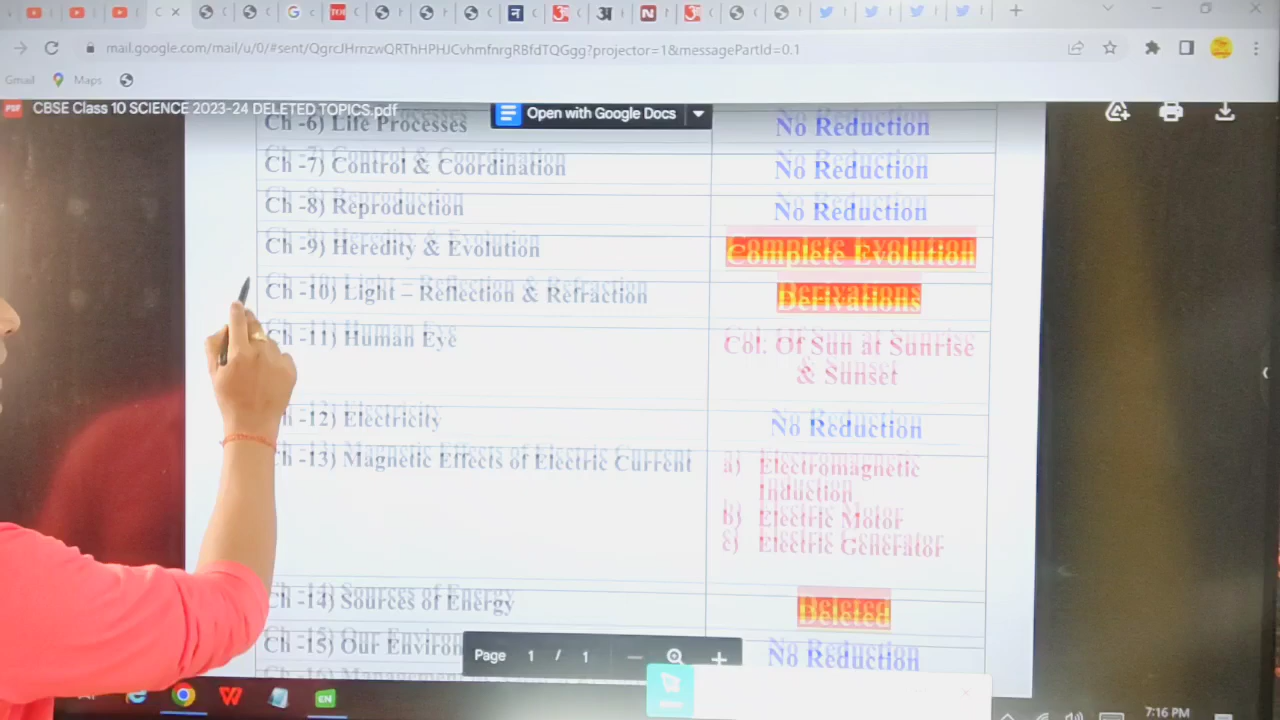 mail.google.com/mail/u/0/#sent/QgrcJHrnzwQRThHPHJCvhmfnrgRBfdTQGgg?projector=1&messagePartId=0.1
Gmail Maps
PDF CBSE Class 10 SCIENCE 2023-24 DELETED TOPICS.pdf
Open with Google Docs
Ch -6) Life Processes No Reduction
Ch -7) Control & Coordination No Reduction
Ch -8) Reproduction No Reduction
Ch -9) Heredity & Evolution Complete Evolution
Ch -10) Light – Reflection & Refraction Derivations
Ch -11) Human Eye Col. Of Sun at Sunrise
& Sunset
h -12) Electricity No Reduction
Ch -13) Magnetic Effects of Electric Current a) Electromagnetic
Induction
b) Electric Motor
c) Electric Generator
Ch -14) Sources of Energy Deleted
Ch -15) Our Environ No Reduction
Page 1 / 1
EN
7:16 PM